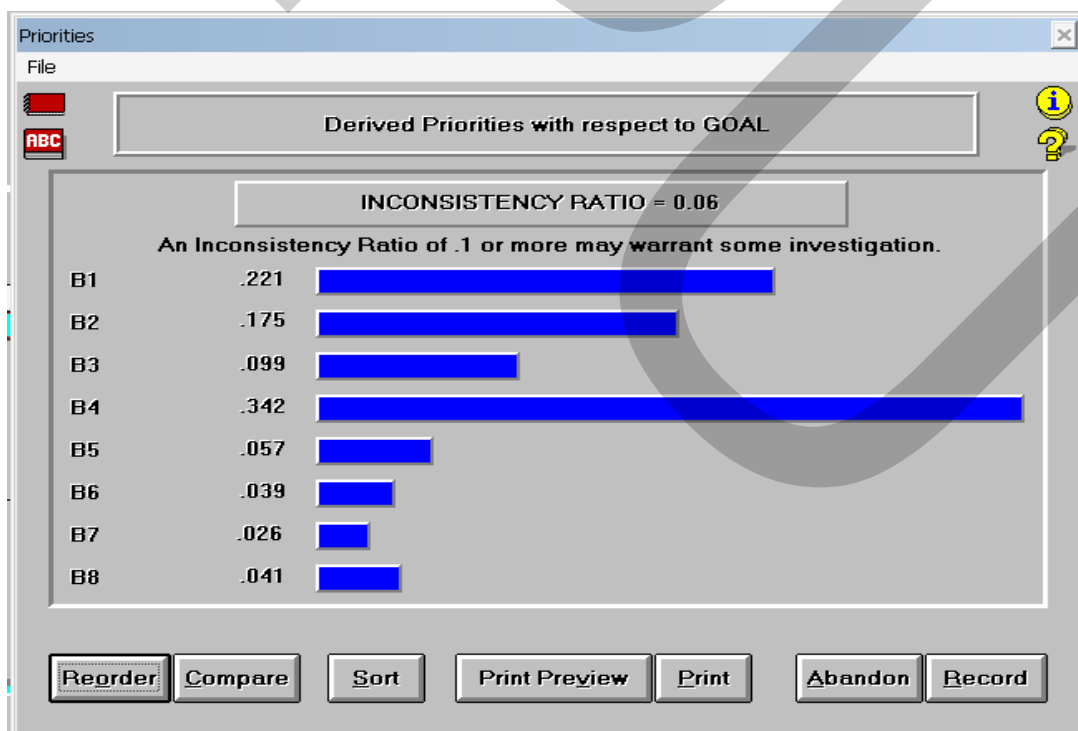 Priorities
File
ABC
Derived Priorities with respect to GOAL
INCONSISTENCY RATIO = 0.06
An Inconsistency Ratio of .1 or more may warrant some investigation.
B1 .221
B2 .175
B3 .099
B4 .342
B5 .057
B6 .039
B7 .026
B8 .041
Reorder Compare Sort Print Preview Print Abandon Record